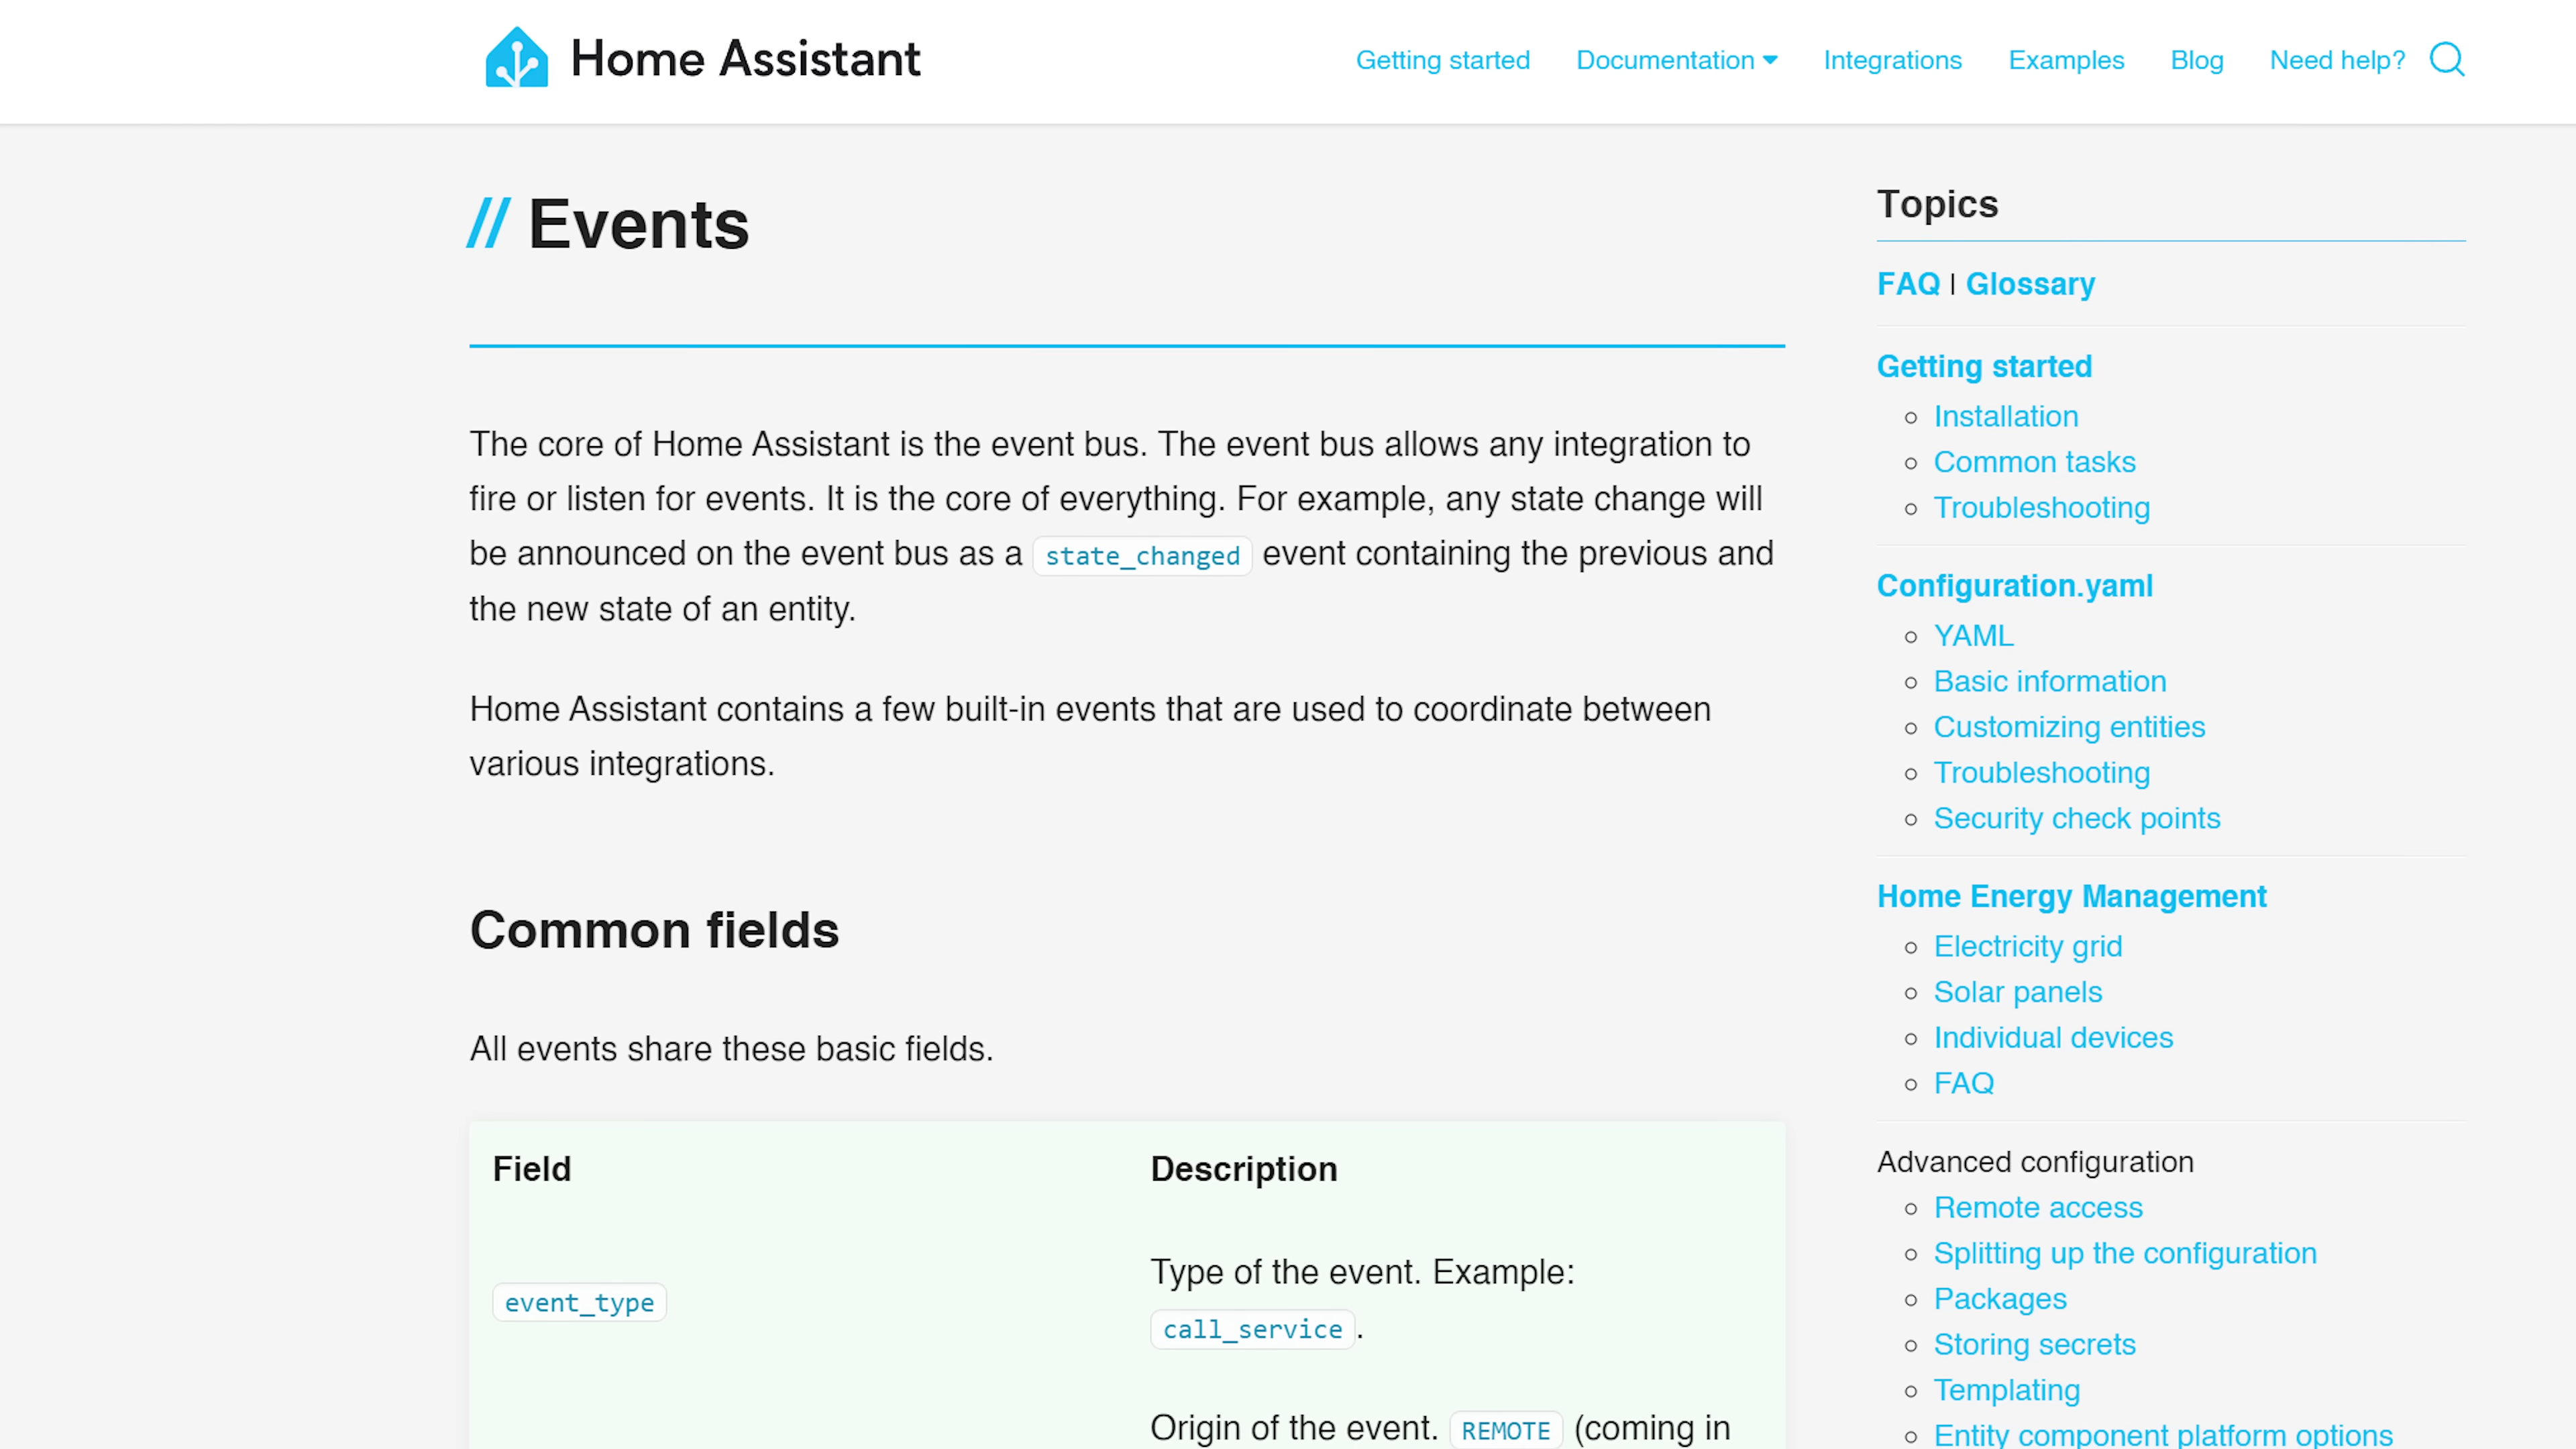 Home Assistant
Getting started
Documentation
Integrations
Examples
Blog
Need help?
// Events
The core of Home Assistant is the event bus. The event bus allows any integration to
fire or listen for events. It is the core of everything. For example, any state change will
be announced on the event bus as a state_changed event containing the previous and
the new state of an entity.
Home Assistant contains a few built-in events that are used to coordinate between
various integrations.
Common fields
All events share these basic fields.
Field
Description
event_type
Type of the event. Example:
call_service.
Origin of the event. REMOTE (coming in
Topics
FAQ | Glossary
Getting started
Installation
Common tasks
Troubleshooting
Configuration.yaml
YAML
Basic information
Customizing entities
Troubleshooting
Security check points
Home Energy Management
Electricity grid
Solar panels
Individual devices
FAQ
Advanced configuration
Remote access
Splitting up the configuration
Packages
Storing secrets
Templating
Entity component platform options